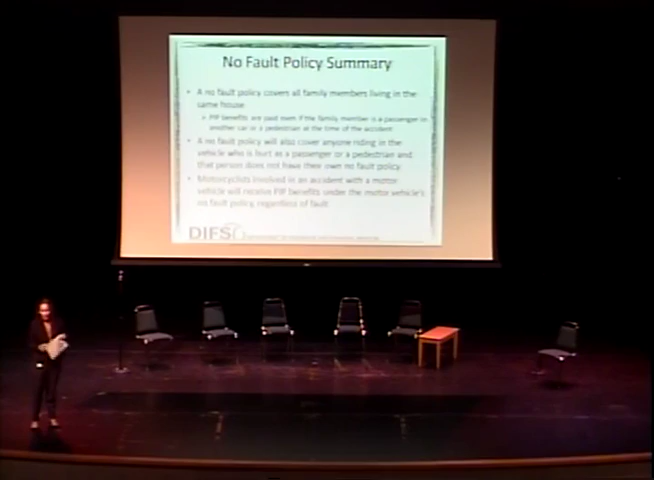 No Fault Policy Summary
• A no fault policy covers all family members living in the
same house
PIP benefits are paid even if the family member is a passenger in
another car or a pedestrian at the time of the accident
• A no fault policy will also cover anyone riding in the
vehicle who is hurt as a passenger or a pedestrian and
that person does not have their own no fault policy.
• Motorcyclists involved in an accident with a motor
vehicle will receive PIP benefits under the motor vehicle's
no fault policy regardless of fault
DIFS